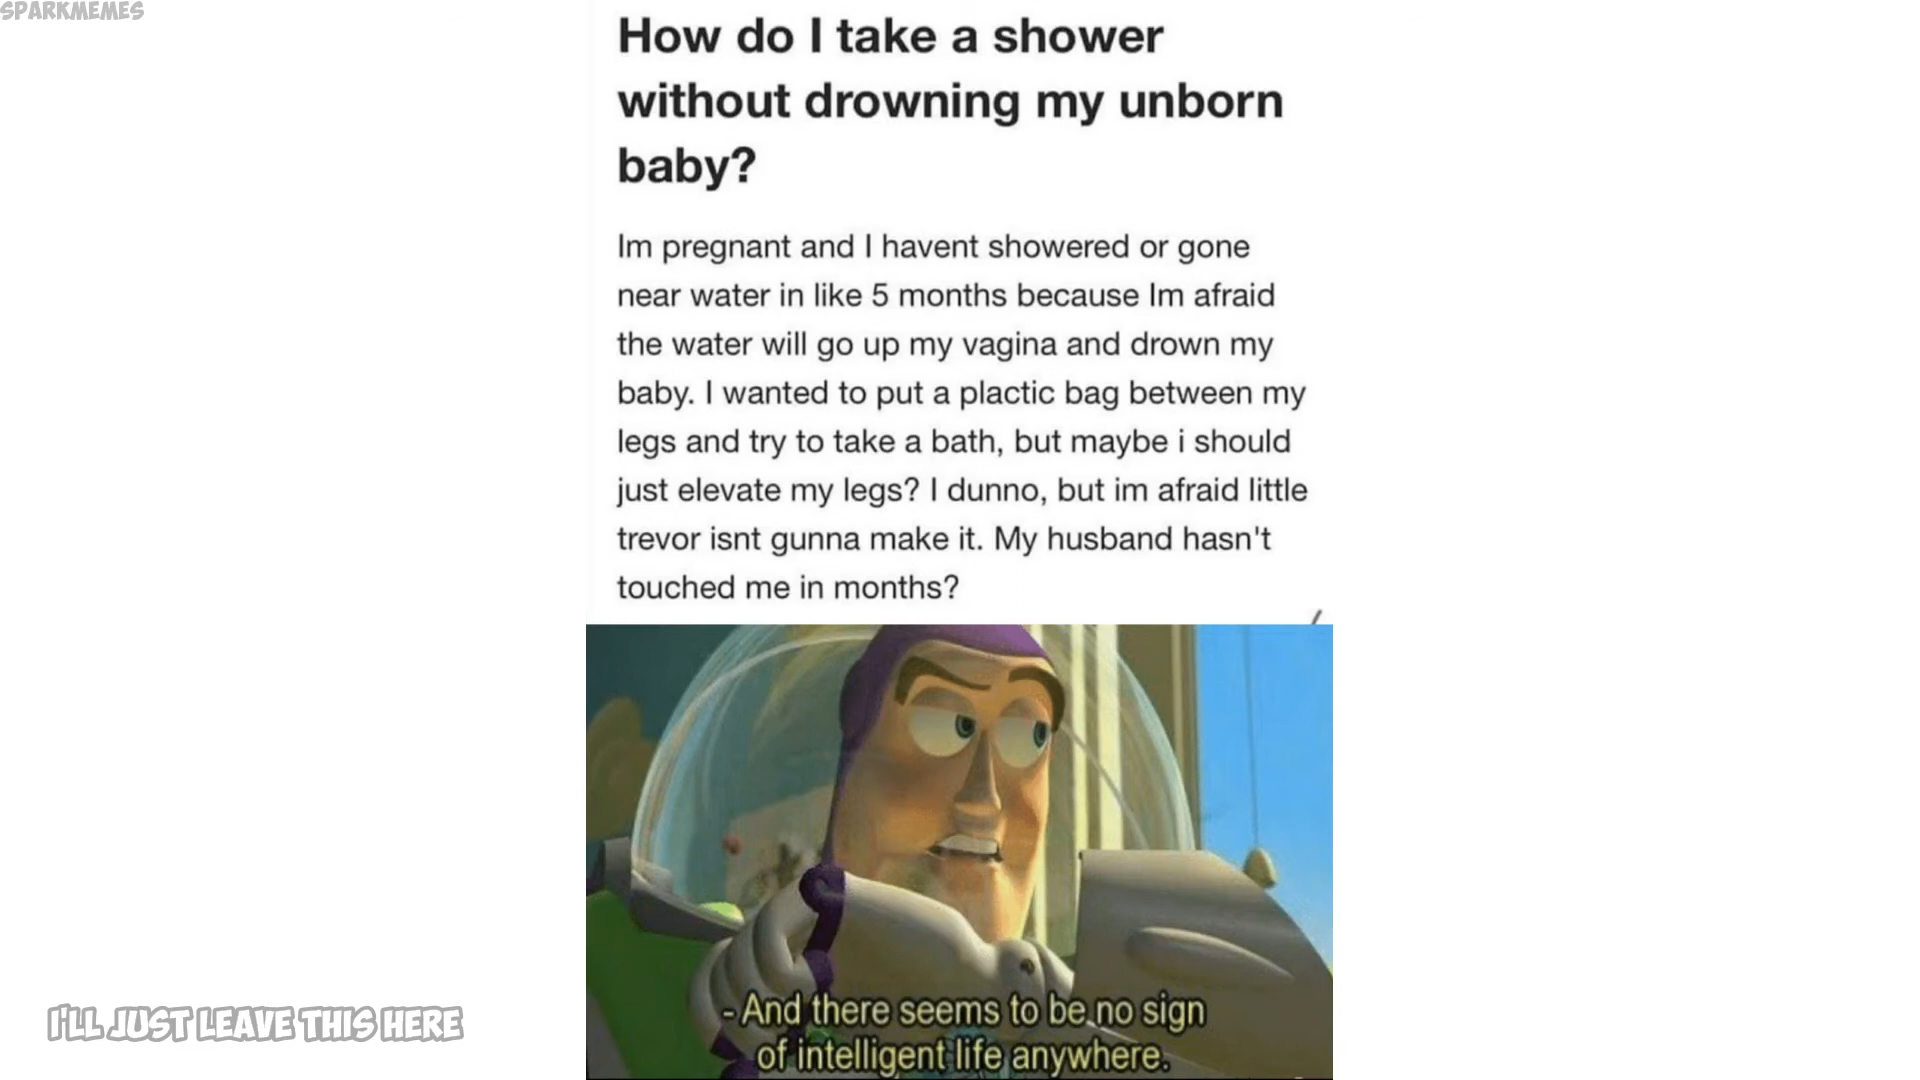 SPARKMEMES
How do I take a shower
without drowning my unborn
baby?
Im pregnant and I havent showered or gone
near water in like 5 months because Im afraid
the water will go up my vagina and drown my
baby. I wanted to put a plactic bag between my
legs and try to take a bath, but maybe i should
just elevate my legs? I dunno, but im afraid little
trevor isnt gunna make it. My husband hasn't
touched me in months?
- And there seems to be no sign
of intelligent life anywhere.
I'LL JUST LEAVE THIS HERE